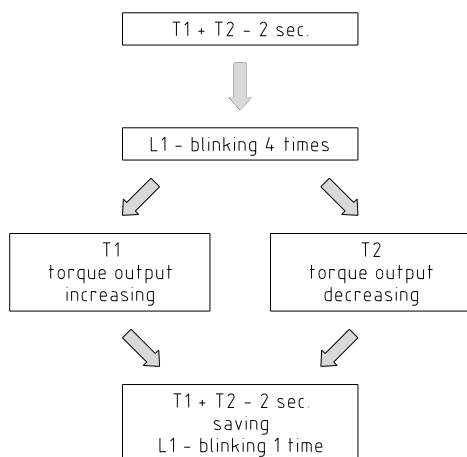 T1 + T2 - 2 sec.
L1 - blinking 4 times
T1
torque output
increasing
T2
torque output
decreasing
T1 + T2 - 2 sec.
saving
L1 - blinking 1 time